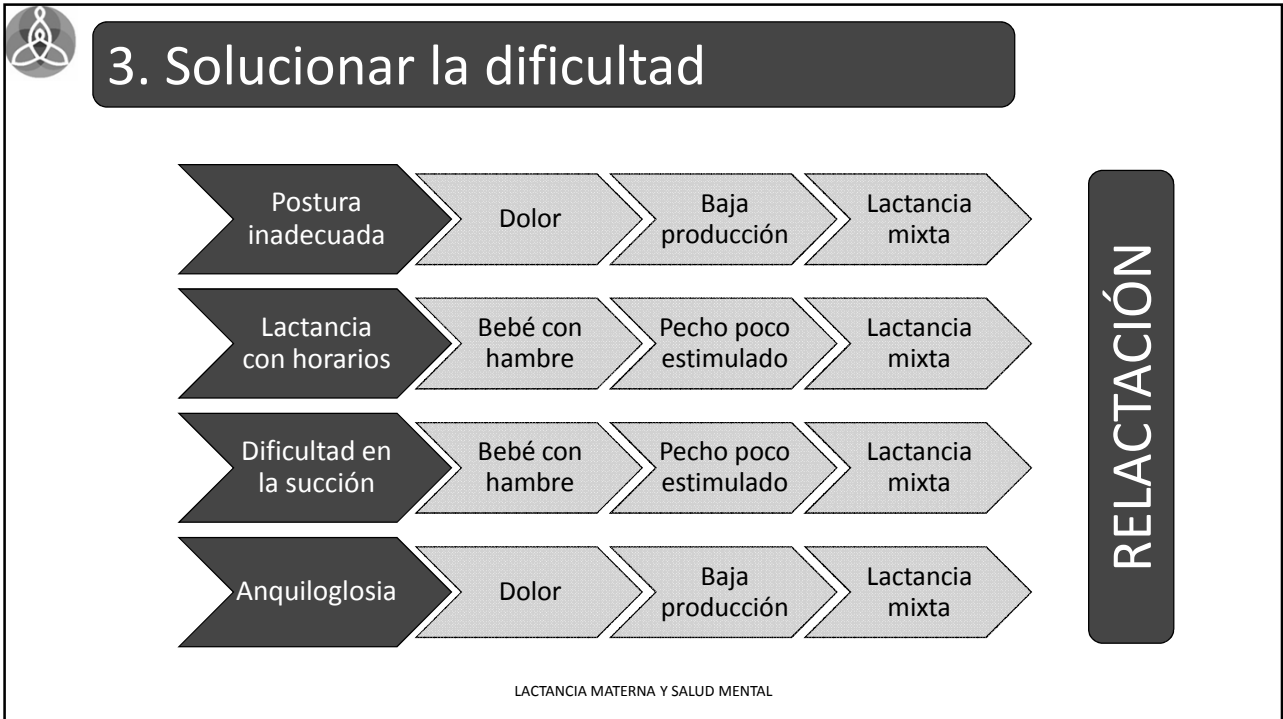 3. Solucionar la dificultad
Postura
inadecuada
Dolor
Baja
producción
Lactancia
mixta
Lactancia
con horarios
Bebé con
hambre
Pecho poco
estimulado
Lactancia
mixta
Dificultad en
la succión
Bebé con
hambre
Pecho poco
estimulado
Lactancia
mixta
Anquiloglosia
Dolor
Baja
producción
Lactancia
mixta
RELACTACIÓN
LACTANCIA MATERNA Y SALUD MENTAL